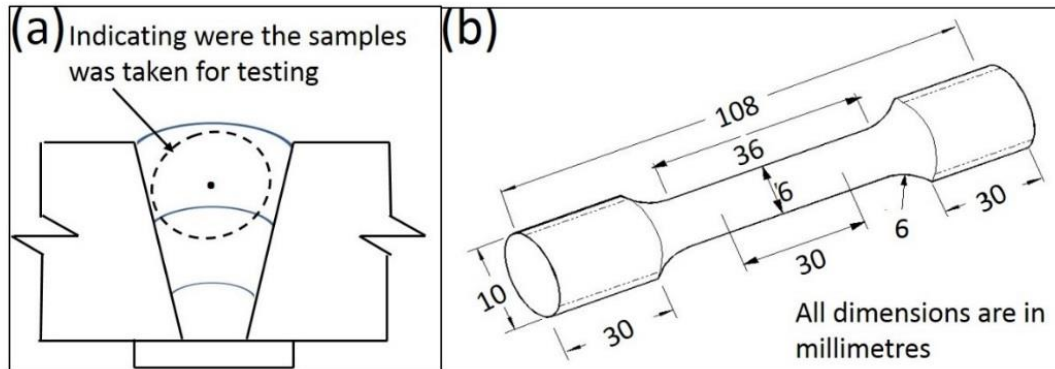 (a) Indicating were the samples
was taken for testing
(b)
108
36
6
10
30
30
6
30
All dimensions are in
millimetres